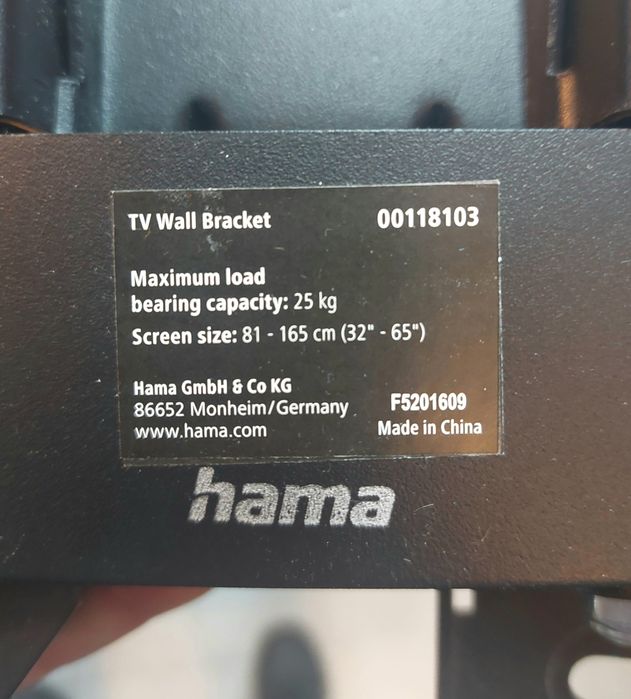 TV Wall Bracket 00118103
Maximum load
bearing capacity: 25 kg
Screen size: 81 - 165 cm (32" - 65")
Hama GmbH & Co KG
86652 Monheim/Germany F5201609
www.hama.com Made in China
hama